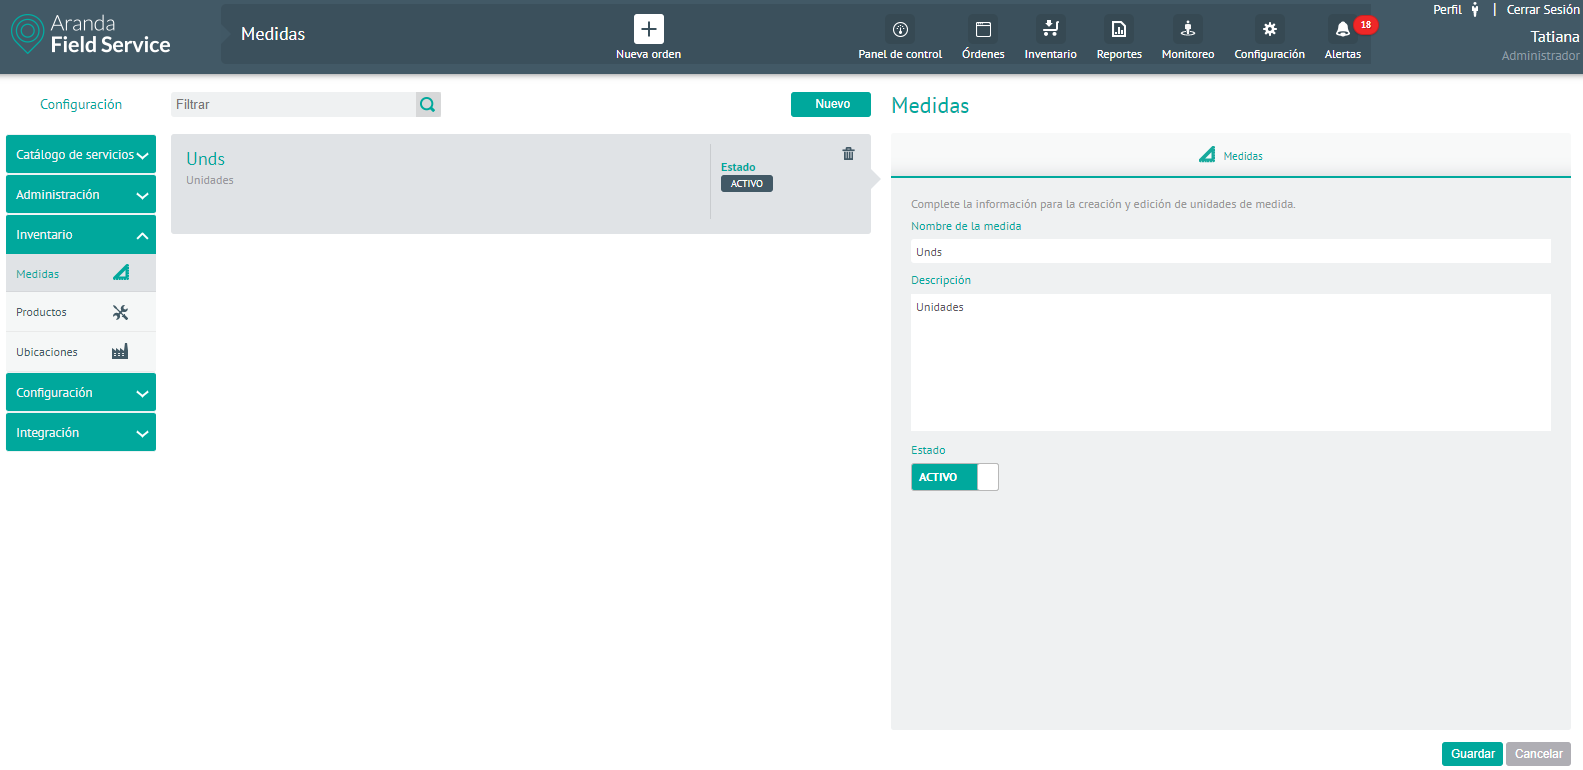 Aranda
Field Service
Medidas
Nueva orden
Panel de control
Órdenes
Inventario
Reportes
Monitoreo
Configuración
Alertas
18
Perfil | Cerrar Sesión
Tatiana
Administrador
Configuración
Catálogo de servicios
Administración
Inventario
Medidas
Productos
Ubicaciones
Configuración
Integración
Filtrar
Nuevo
Unds
Unidades
Estado
ACTIVO
Medidas
Medidas
Complete la información para la creación y edición de unidades de medida.
Nombre de la medida
Unds
Descripción
Unidades
Estado
ACTIVO
Guardar
Cancelar